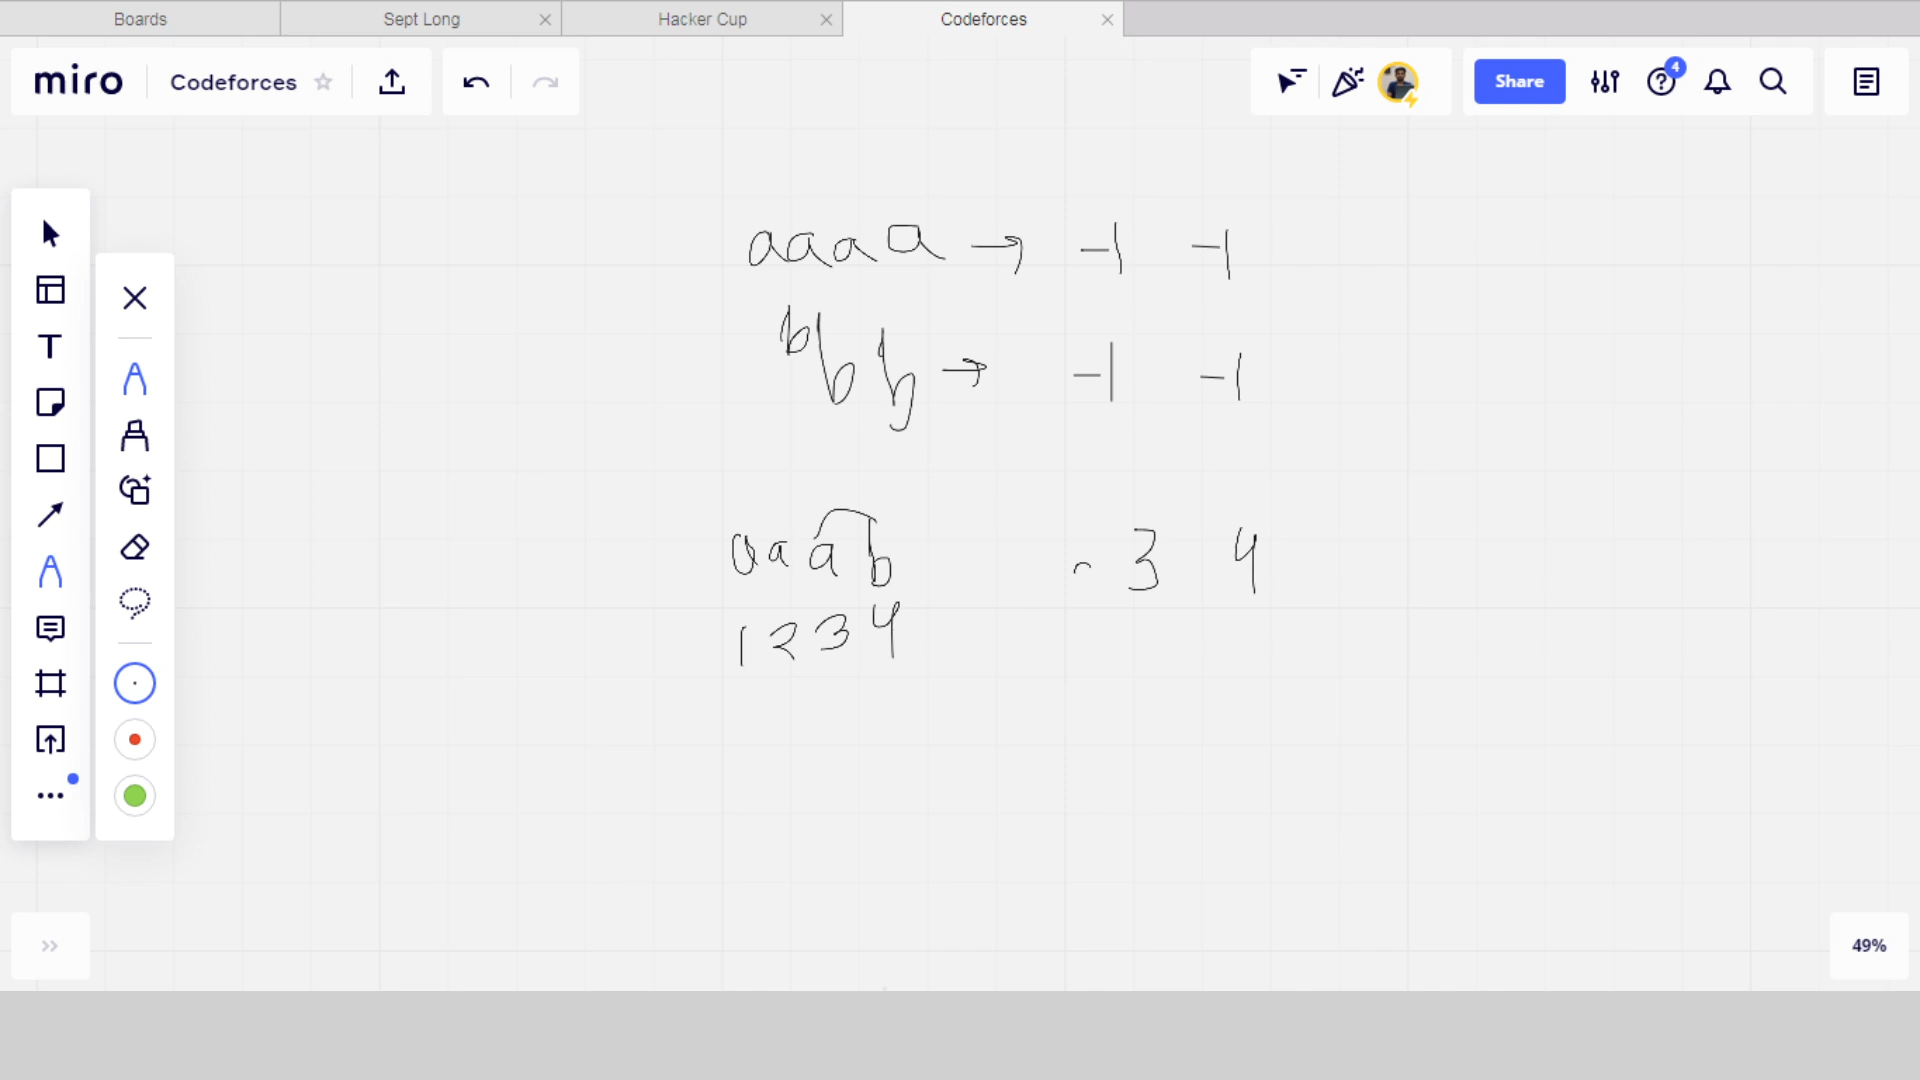 Boards Sept Long Hacker Cup Codeforces
miro Codeforces Share 4
aaaa → -1 -1
bbb → -1 -1
aaab - 3 4
1234
49%